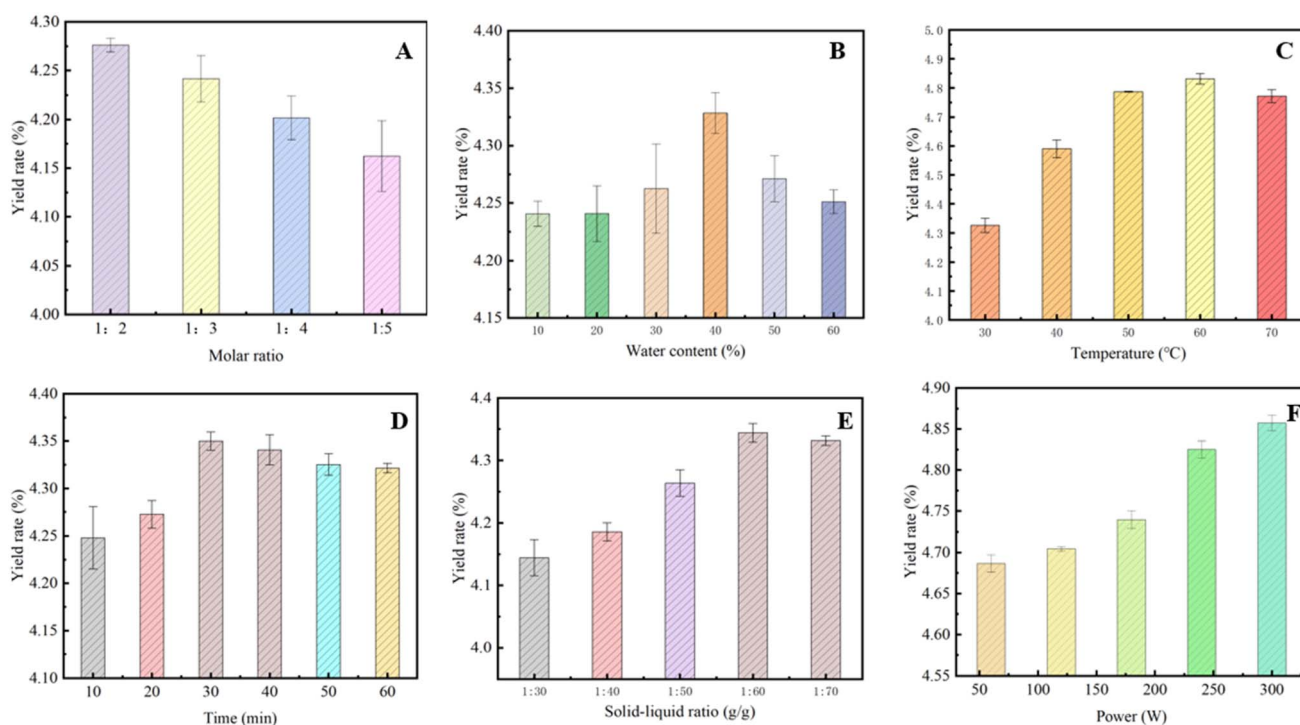 A
4.30
4.25
4.20
4.15
4.10
4.05
4.00
Yield rate (%)
1：2 1：3 1：4 1:5
Molar ratio
B
4.40
4.35
4.30
4.25
4.20
4.15
Yield rate (%)
10 20 30 40 50 60
Water content (%)
C
5.0
4.9
4.8
4.7
4.6
4.5
4.4
4.3
4.2
4.1
4.0
Yield rate (%)
30 40 50 60 70
Temperature (℃)
D
4.40
4.35
4.30
4.25
4.20
4.15
4.10
Yield rate (%)
10 20 30 40 50 60
Time (min)
E
4.4
4.3
4.2
4.1
4.0
Yield rate (%)
1:30 1:40 1:50 1:60 1:70
Solid-liquid ratio (g/g)
F
4.90
4.85
4.80
4.75
4.70
4.65
4.60
4.55
Yield rate (%)
50 100 150 200 250 300
Power (W)